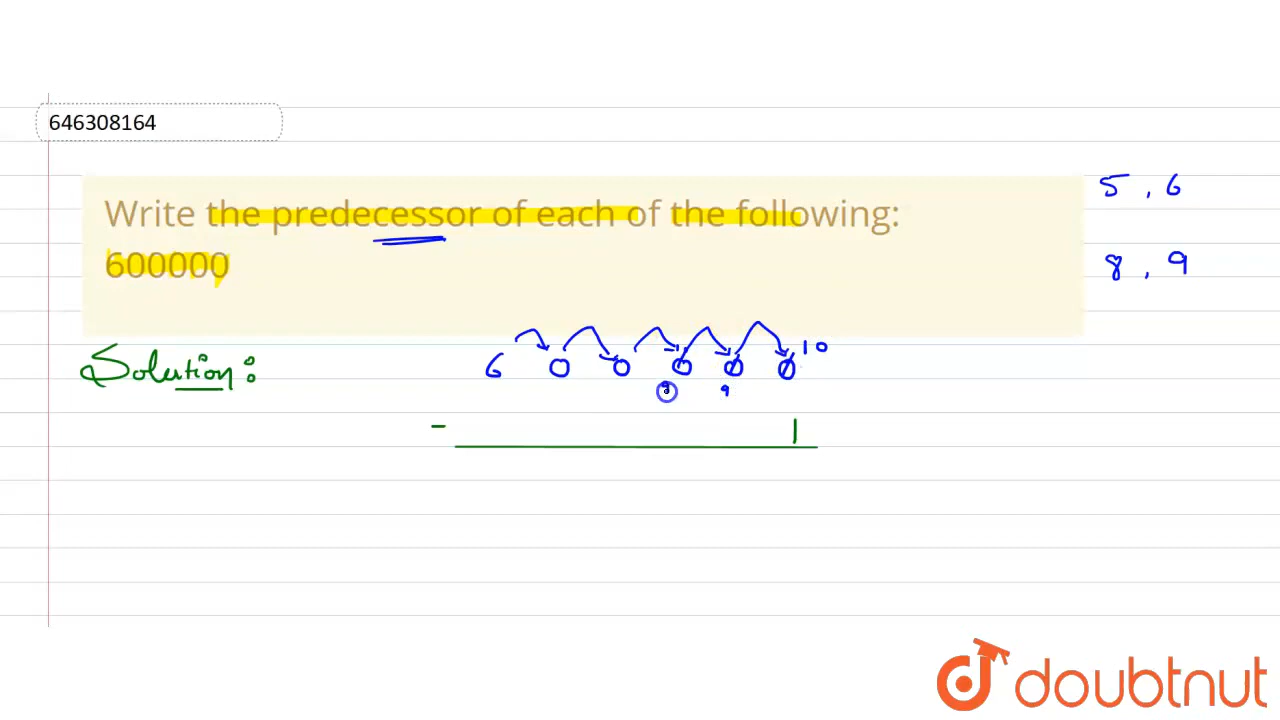 646308164
Write the predecessor of each of the following:
600000
5 , 6
8 , 9
Solution :
6 0 0 0 0 0 10
9 9
- 1
doubtnut